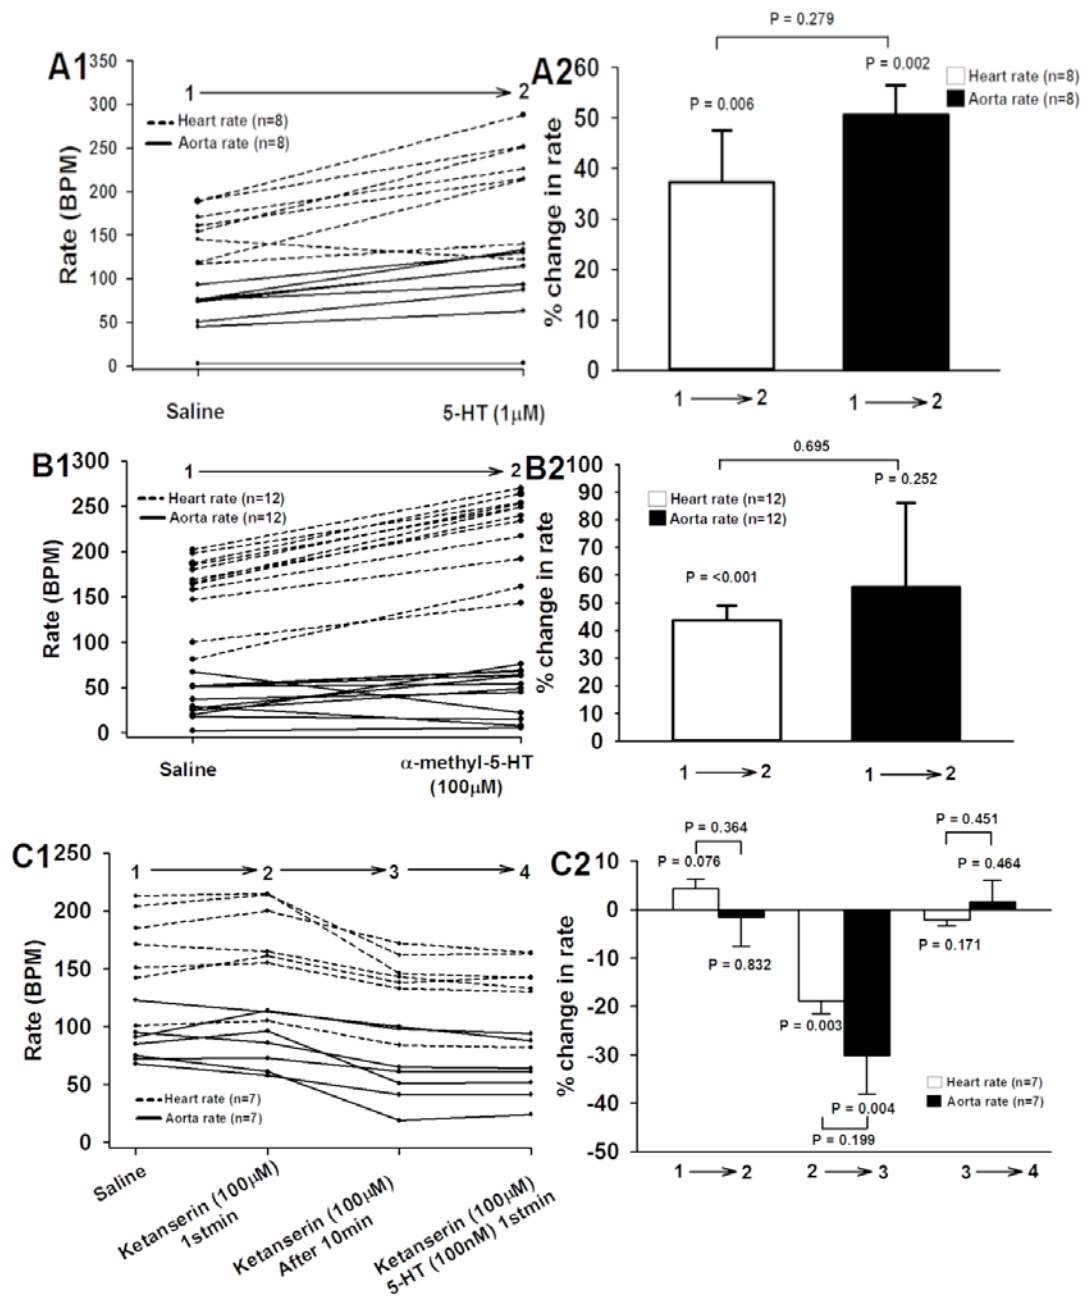 A1
350
300
250
200
150
100
50
0
Rate (BPM)
1
2
Heart rate (n=8)
Aorta rate (n=8)
Saline
5-HT (1μM)
P = 0.279
A2
60
50
40
30
20
10
0
% change in rate
P = 0.006
P = 0.002
Heart rate (n=8)
Aorta rate (n=8)
1
2
1
2
B1
300
250
200
150
100
50
0
Rate (BPM)
1
2
Heart rate (n=12)
Aorta rate (n=12)
Saline
α-methyl-5-HT
(100μM)
0.695
B2
100
90
80
70
60
50
40
30
20
10
0
% change in rate
P = 0.252
Heart rate (n=12)
Aorta rate (n=12)
P = <0.001
1
2
1
2
C1
250
200
150
100
50
0
Rate (BPM)
1
2
3
4
Heart rate (n=7)
Aorta rate (n=7)
Saline
Ketanserin (100μM)
1stmin
Ketanserin (100μM)
After 10min
Ketanserin (100μM)
5-HT (100nM) 1stmin
C2
10
0
-10
-20
-30
-40
-50
% change in rate
P = 0.364
P = 0.076
P = 0.832
P = 0.003
P = 0.004
P = 0.199
P = 0.451
P = 0.464
P = 0.171
Heart rate (n=7)
Aorta rate (n=7)
1
2
2
3
3
4